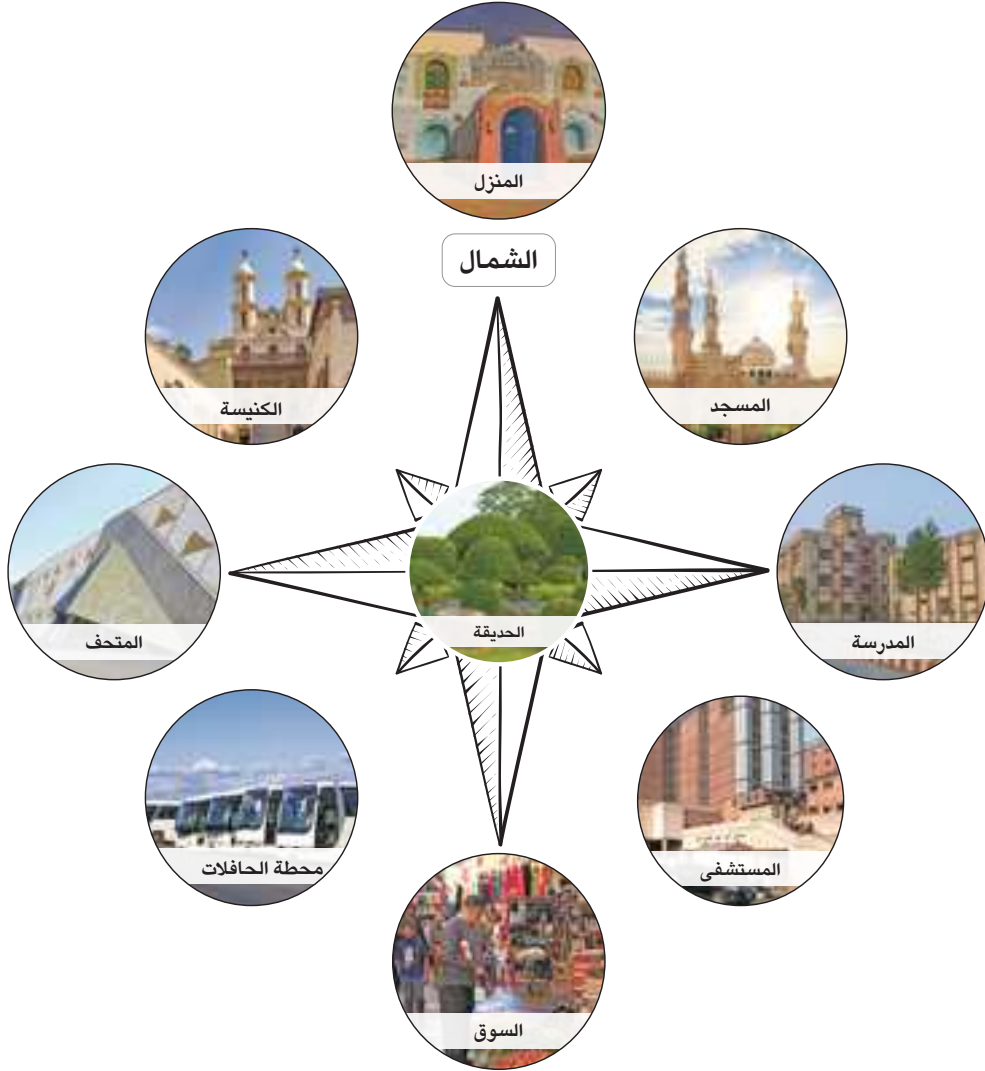 المنزل
الشمال
المسجد
الكنيسة
المدرسة
المتحف
الحديقة
المستشفى
محطة الحافلات
السوق